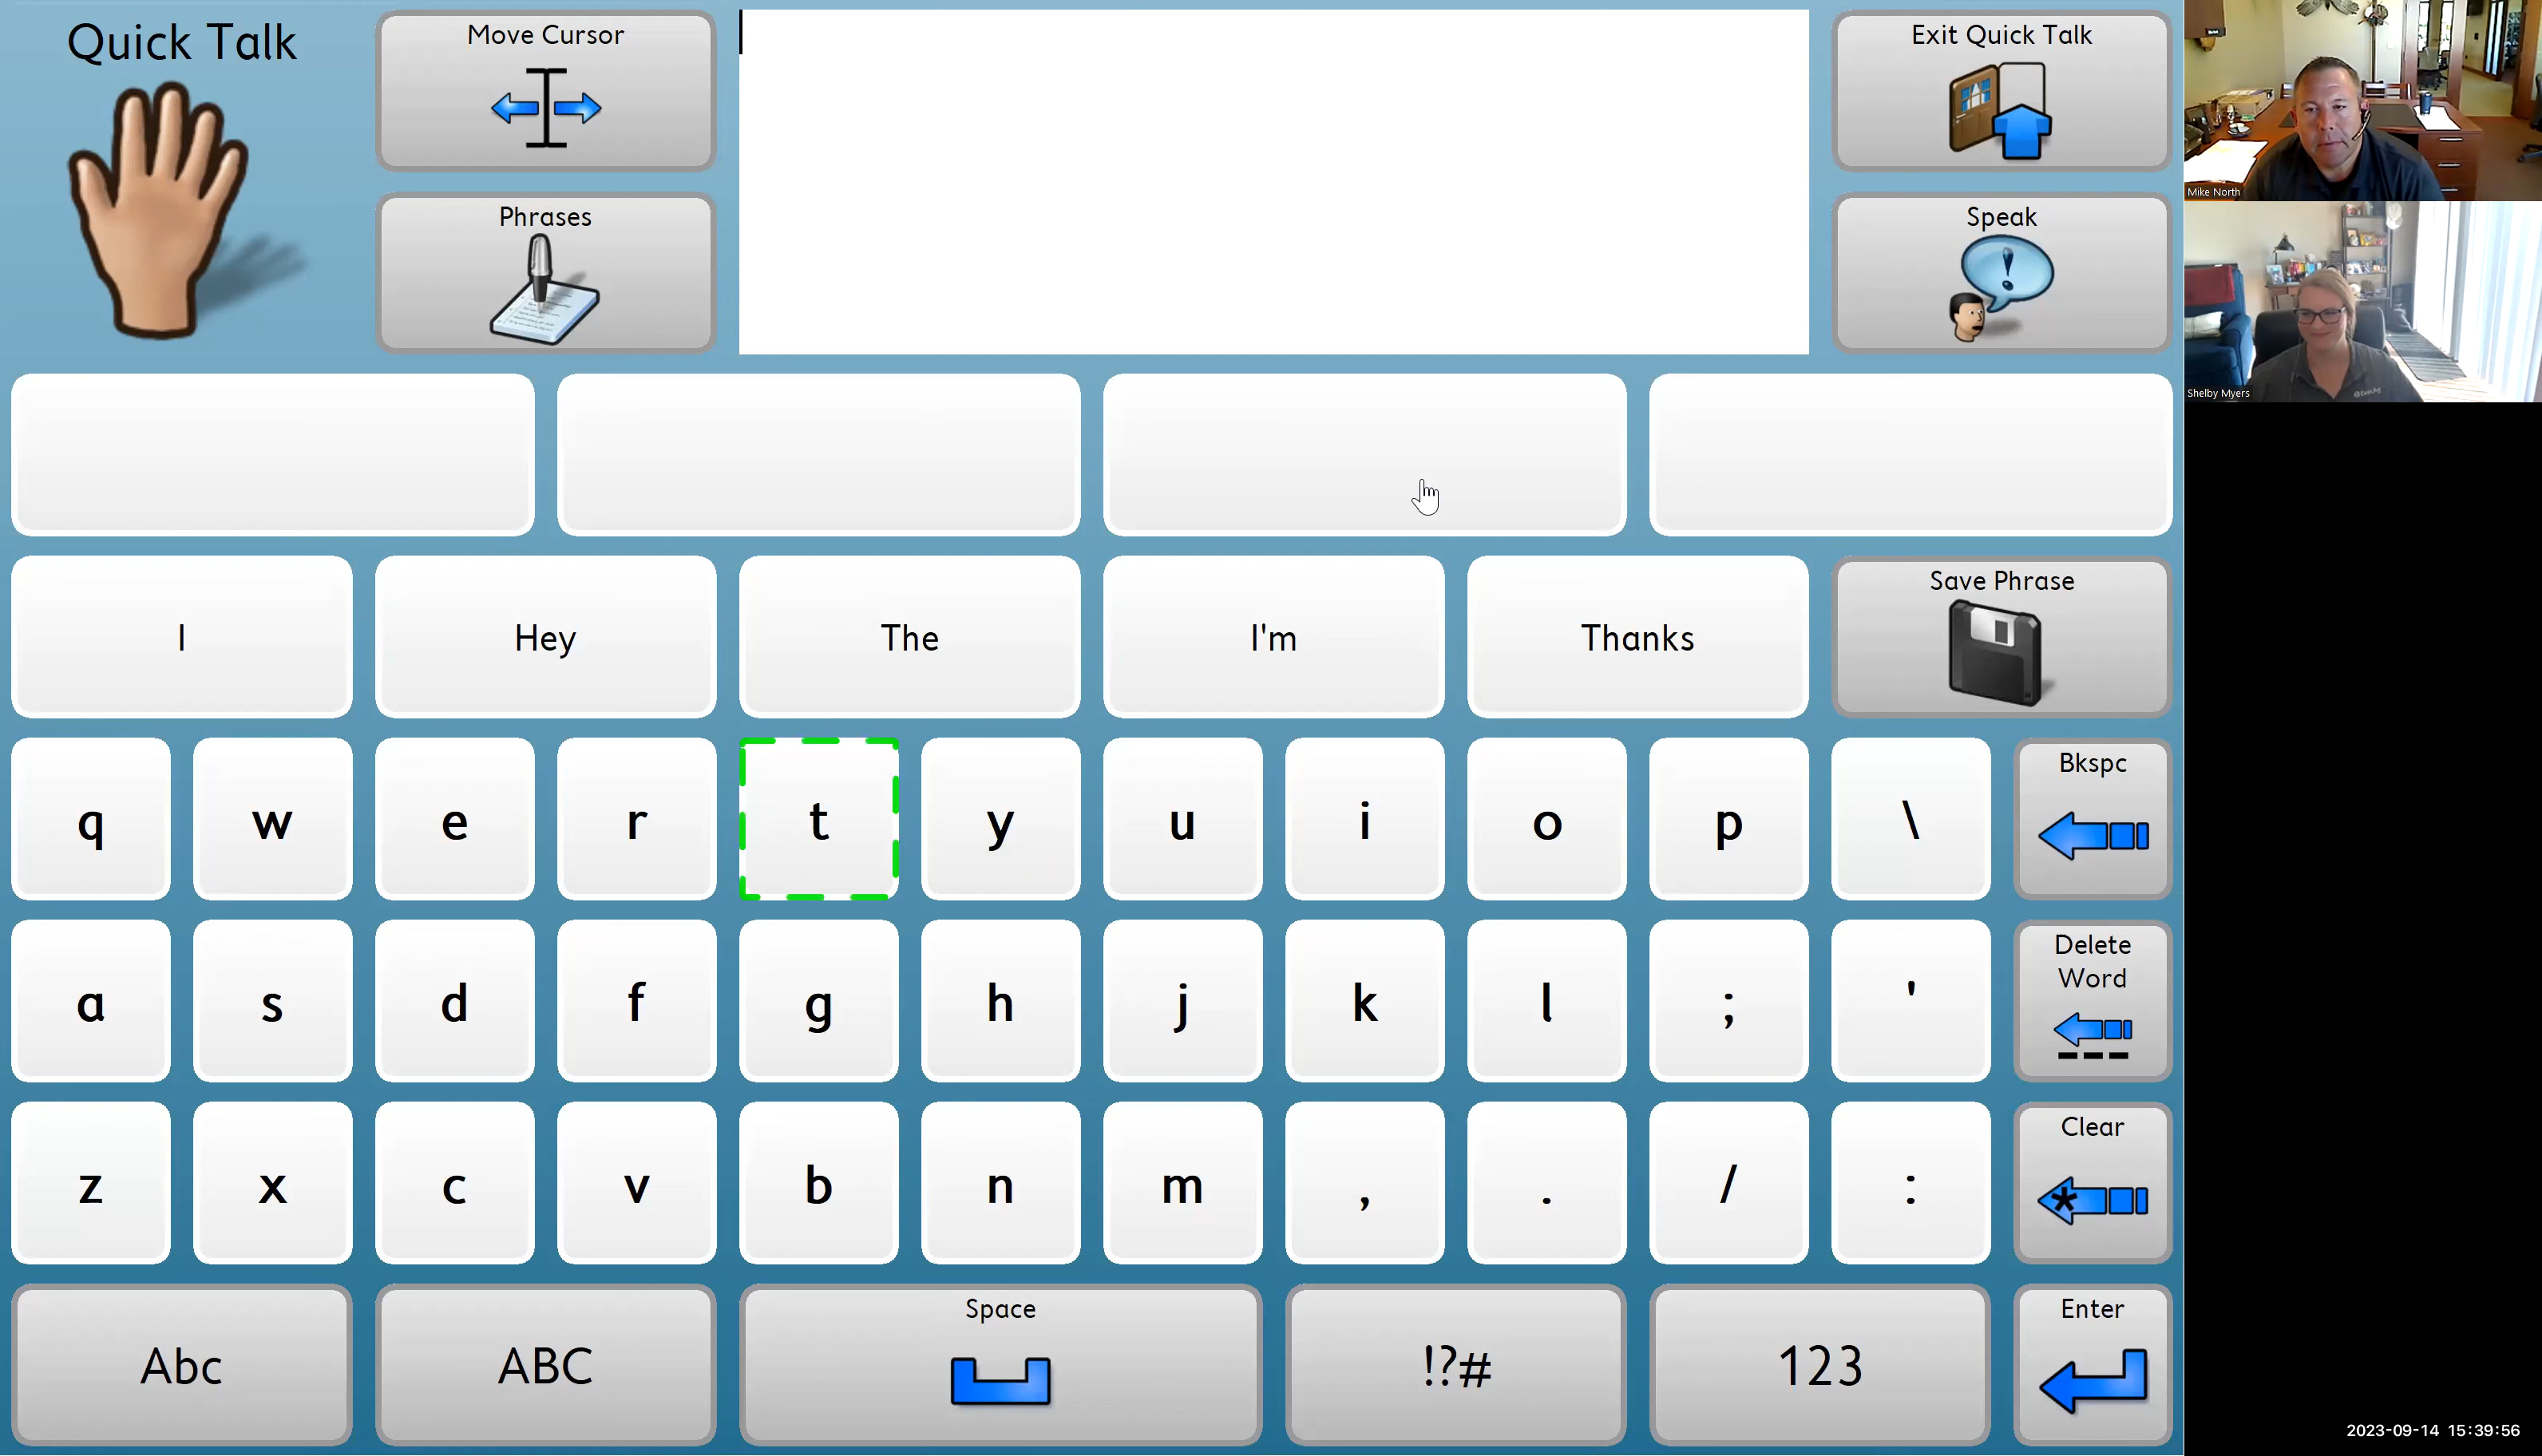 Quick Talk
Move Cursor
Exit Quick Talk
Mike North
Phrases
Speak
Shelby Myers
I
Hey
The
I'm
Thanks
Save Phrase
q w e r t y u i o p \
Bkspc
a s d f g h j k l ; '
Delete
Word
z x c v b n m , . / :
Clear
Abc
ABC
Space
!?#
123
Enter
2023-09-14 15:39:56